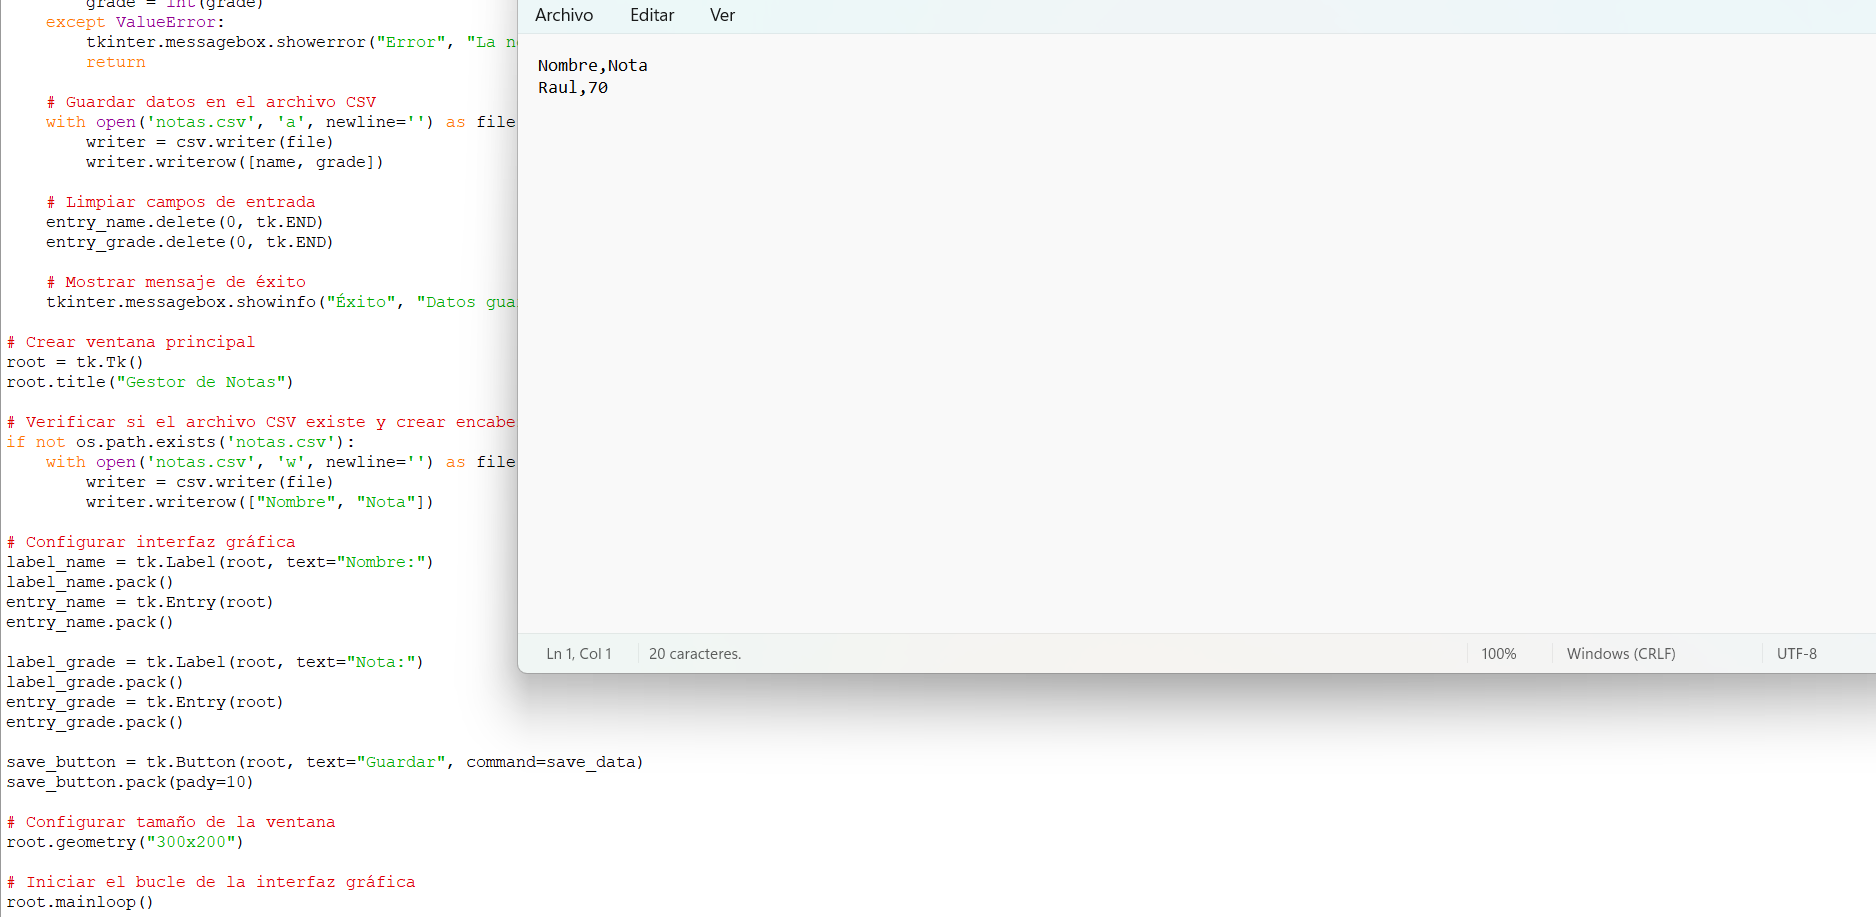 grade = int(grade)
    except ValueError:
        tkinter.messagebox.showerror("Error", "La n
        return

    # Guardar datos en el archivo CSV
    with open('notas.csv', 'a', newline='') as file
        writer = csv.writer(file)
        writer.writerow([name, grade])

    # Limpiar campos de entrada
    entry_name.delete(0, tk.END)
    entry_grade.delete(0, tk.END)

    # Mostrar mensaje de éxito
    tkinter.messagebox.showinfo("Éxito", "Datos gua

# Crear ventana principal
root = tk.Tk()
root.title("Gestor de Notas")

# Verificar si el archivo CSV existe y crear encabe
if not os.path.exists('notas.csv'):
    with open('notas.csv', 'w', newline='') as file
        writer = csv.writer(file)
        writer.writerow(["Nombre", "Nota"])

# Configurar interfaz gráfica
label_name = tk.Label(root, text="Nombre:")
label_name.pack()
entry_name = tk.Entry(root)
entry_name.pack()

label_grade = tk.Label(root, text="Nota:")
label_grade.pack()
entry_grade = tk.Entry(root)
entry_grade.pack()

save_button = tk.Button(root, text="Guardar", command=save_data)
save_button.pack(pady=10)

# Configurar tamaño de la ventana
root.geometry("300x200")

# Iniciar el bucle de la interfaz gráfica
root.mainloop()
Archivo Editar Ver
Nombre,Nota
Raul,70
Ln 1, Col 1 20 caracteres. 100% Windows (CRLF) UTF-8